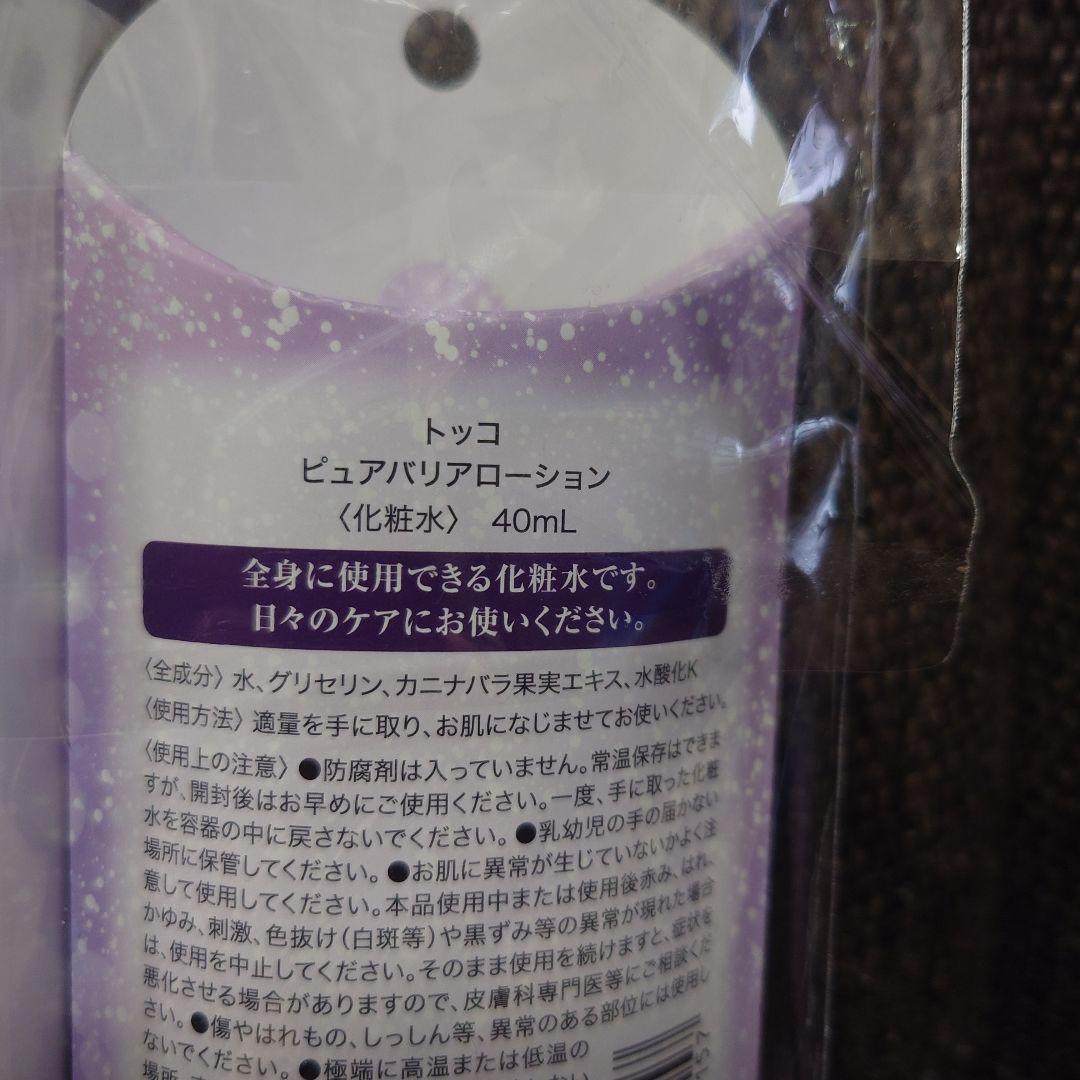 トッコ
ピュアバリアローション
〈化粧水〉 40mL
全身に使用できる化粧水です。
日々のケアにお使いください。
〈全成分〉水、グリセリン、カニナバラ果実エキス、水酸化K
〈使用方法〉適量を手に取り、お肌になじませてお使いください。
〈使用上の注意〉●防腐剤は入っていません。常温保存はできま
すが、開封後はお早めにご使用ください。一度、手に取った化粧
水を容器の中に戻さないでください。●乳幼児の手の届かない
場所に保管してください。●お肌に異常が生じていないかよく注
意して使用してください。本品使用中または使用後赤み、はれ、
かゆみ、刺激、色抜け(白斑等)や黒ずみ等の異常が現れた場合
は、使用を中止してください。そのまま使用を続けますと、症状を
悪化させる場合がありますので、皮膚科専門医等にご相談くだ
さい。●傷やはれもの、しっしん等、異常のある部位には使用し
ないでください。●極端に高温または低温の
場所
157